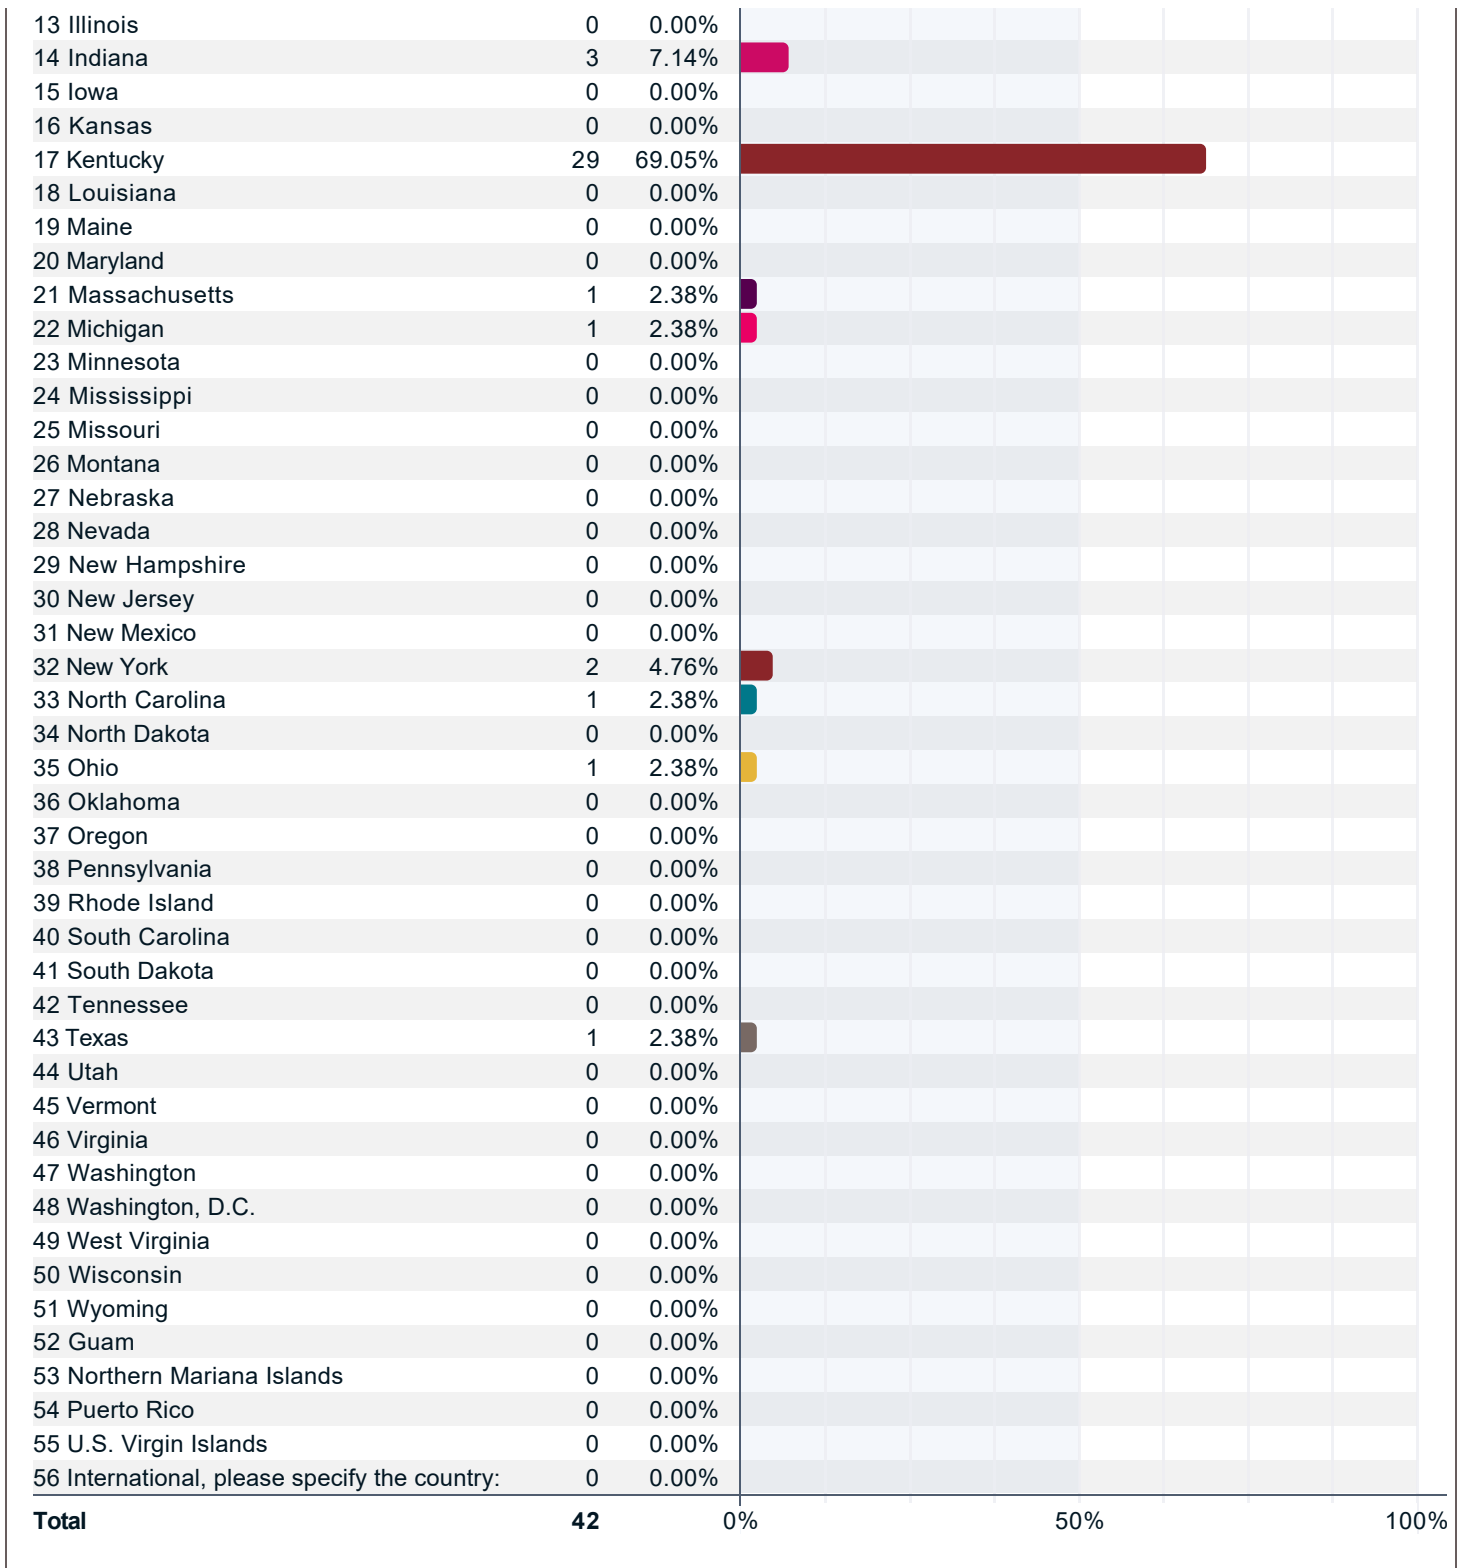 13 Illinois 0 0.00%
14 Indiana 3 7.14%
15 Iowa 0 0.00%
16 Kansas 0 0.00%
17 Kentucky 29 69.05%
18 Louisiana 0 0.00%
19 Maine 0 0.00%
20 Maryland 0 0.00%
21 Massachusetts 1 2.38%
22 Michigan 1 2.38%
23 Minnesota 0 0.00%
24 Mississippi 0 0.00%
25 Missouri 0 0.00%
26 Montana 0 0.00%
27 Nebraska 0 0.00%
28 Nevada 0 0.00%
29 New Hampshire 0 0.00%
30 New Jersey 0 0.00%
31 New Mexico 0 0.00%
32 New York 2 4.76%
33 North Carolina 1 2.38%
34 North Dakota 0 0.00%
35 Ohio 1 2.38%
36 Oklahoma 0 0.00%
37 Oregon 0 0.00%
38 Pennsylvania 0 0.00%
39 Rhode Island 0 0.00%
40 South Carolina 0 0.00%
41 South Dakota 0 0.00%
42 Tennessee 0 0.00%
43 Texas 1 2.38%
44 Utah 0 0.00%
45 Vermont 0 0.00%
46 Virginia 0 0.00%
47 Washington 0 0.00%
48 Washington, D.C. 0 0.00%
49 West Virginia 0 0.00%
50 Wisconsin 0 0.00%
51 Wyoming 0 0.00%
52 Guam 0 0.00%
53 Northern Mariana Islands 0 0.00%
54 Puerto Rico 0 0.00%
55 U.S. Virgin Islands 0 0.00%
56 International, please specify the country: 0 0.00%
Total 42 0% 50% 100%